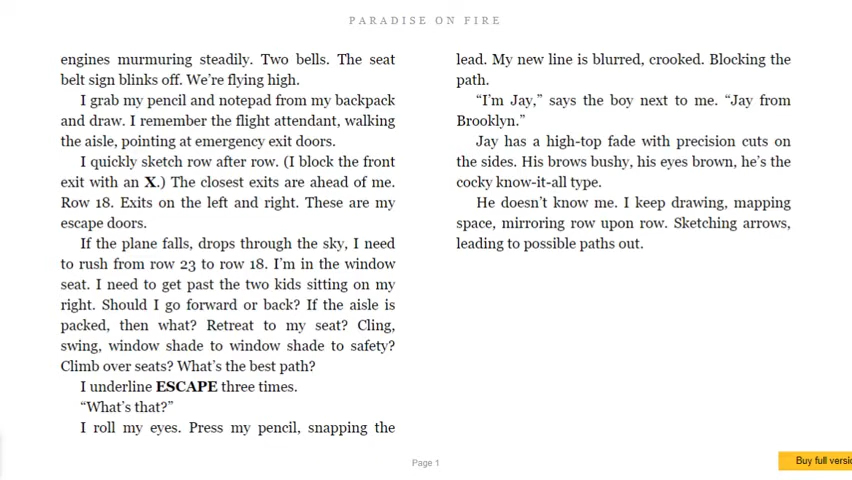 PARADISE ON FIRE
engines murmuring steadily. Two bells. The seat
belt sign blinks off. We're flying high.
I grab my pencil and notepad from my backpack
and draw. I remember the flight attendant, walking
the aisle, pointing at emergency exit doors.
I quickly sketch row after row. (I block the front
exit with an X.) The closest exits are ahead of me.
Row 18. Exits on the left and right. These are my
escape doors.
If the plane falls, drops through the sky, I need
to rush from row 23 to row 18. I'm in the window
seat. I need to get past the two kids sitting on my
right. Should I go forward or back? If the aisle is
packed, then what? Retreat to my seat? Cling,
swing, window shade to window shade to safety?
Climb over seats? What's the best path?
I underline ESCAPE three times.
“What's that?”
I roll my eyes. Press my pencil, snapping the
lead. My new line is blurred, crooked. Blocking the
path.
“I'm Jay,” says the boy next to me. “Jay from
Brooklyn.”
Jay has a high-top fade with precision cuts on
the sides. His brows bushy, his eyes brown, he's the
cocky know-it-all type.
He doesn't know me. I keep drawing, mapping
space, mirroring row upon row. Sketching arrows,
leading to possible paths out.
Page 1
Buy full versio